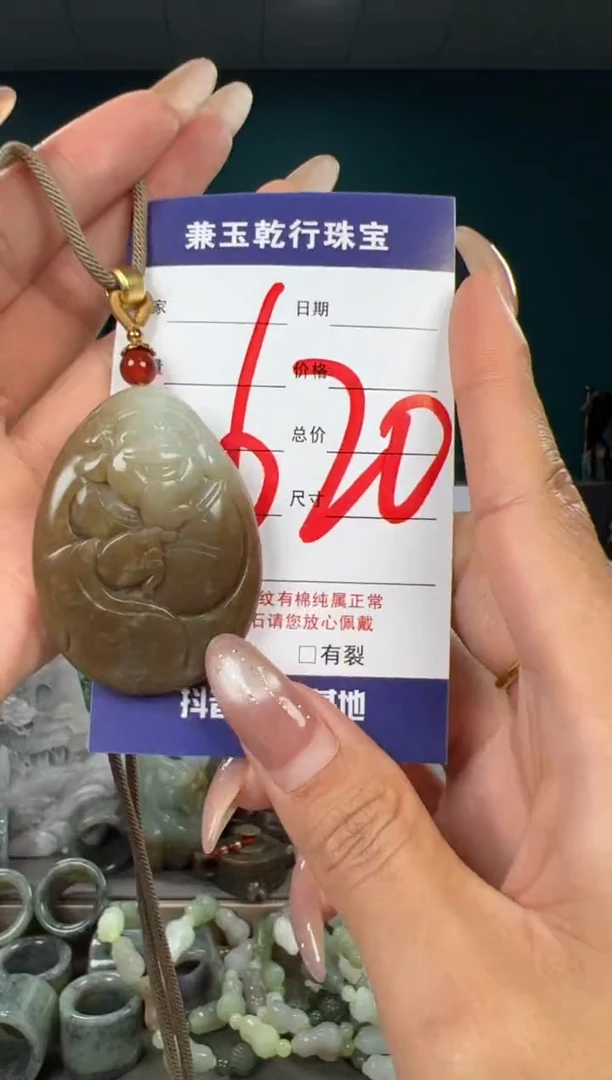 兼玉乾行珠宝
家 日期
价格
总价
尺寸
620
纹有棉纯属正常
石请您放心佩戴
□有裂
抖 基地